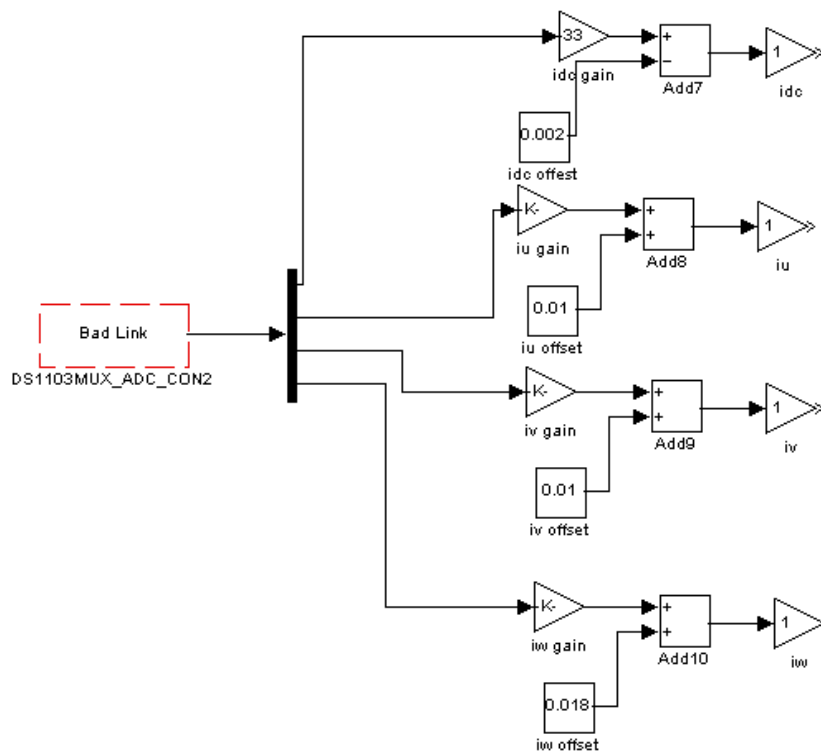 33
idc gain
+
−
Add7
1
idc
0.002
idc offest
K-
iu gain
+
+
Add8
1
iu
0.01
iu offset
Bad Link
DS1103MUX_ADC_CON2
K-
iv gain
+
+
Add9
1
iv
0.01
iv offset
K-
iw gain
+
+
Add10
1
iw
0.018
iw offset